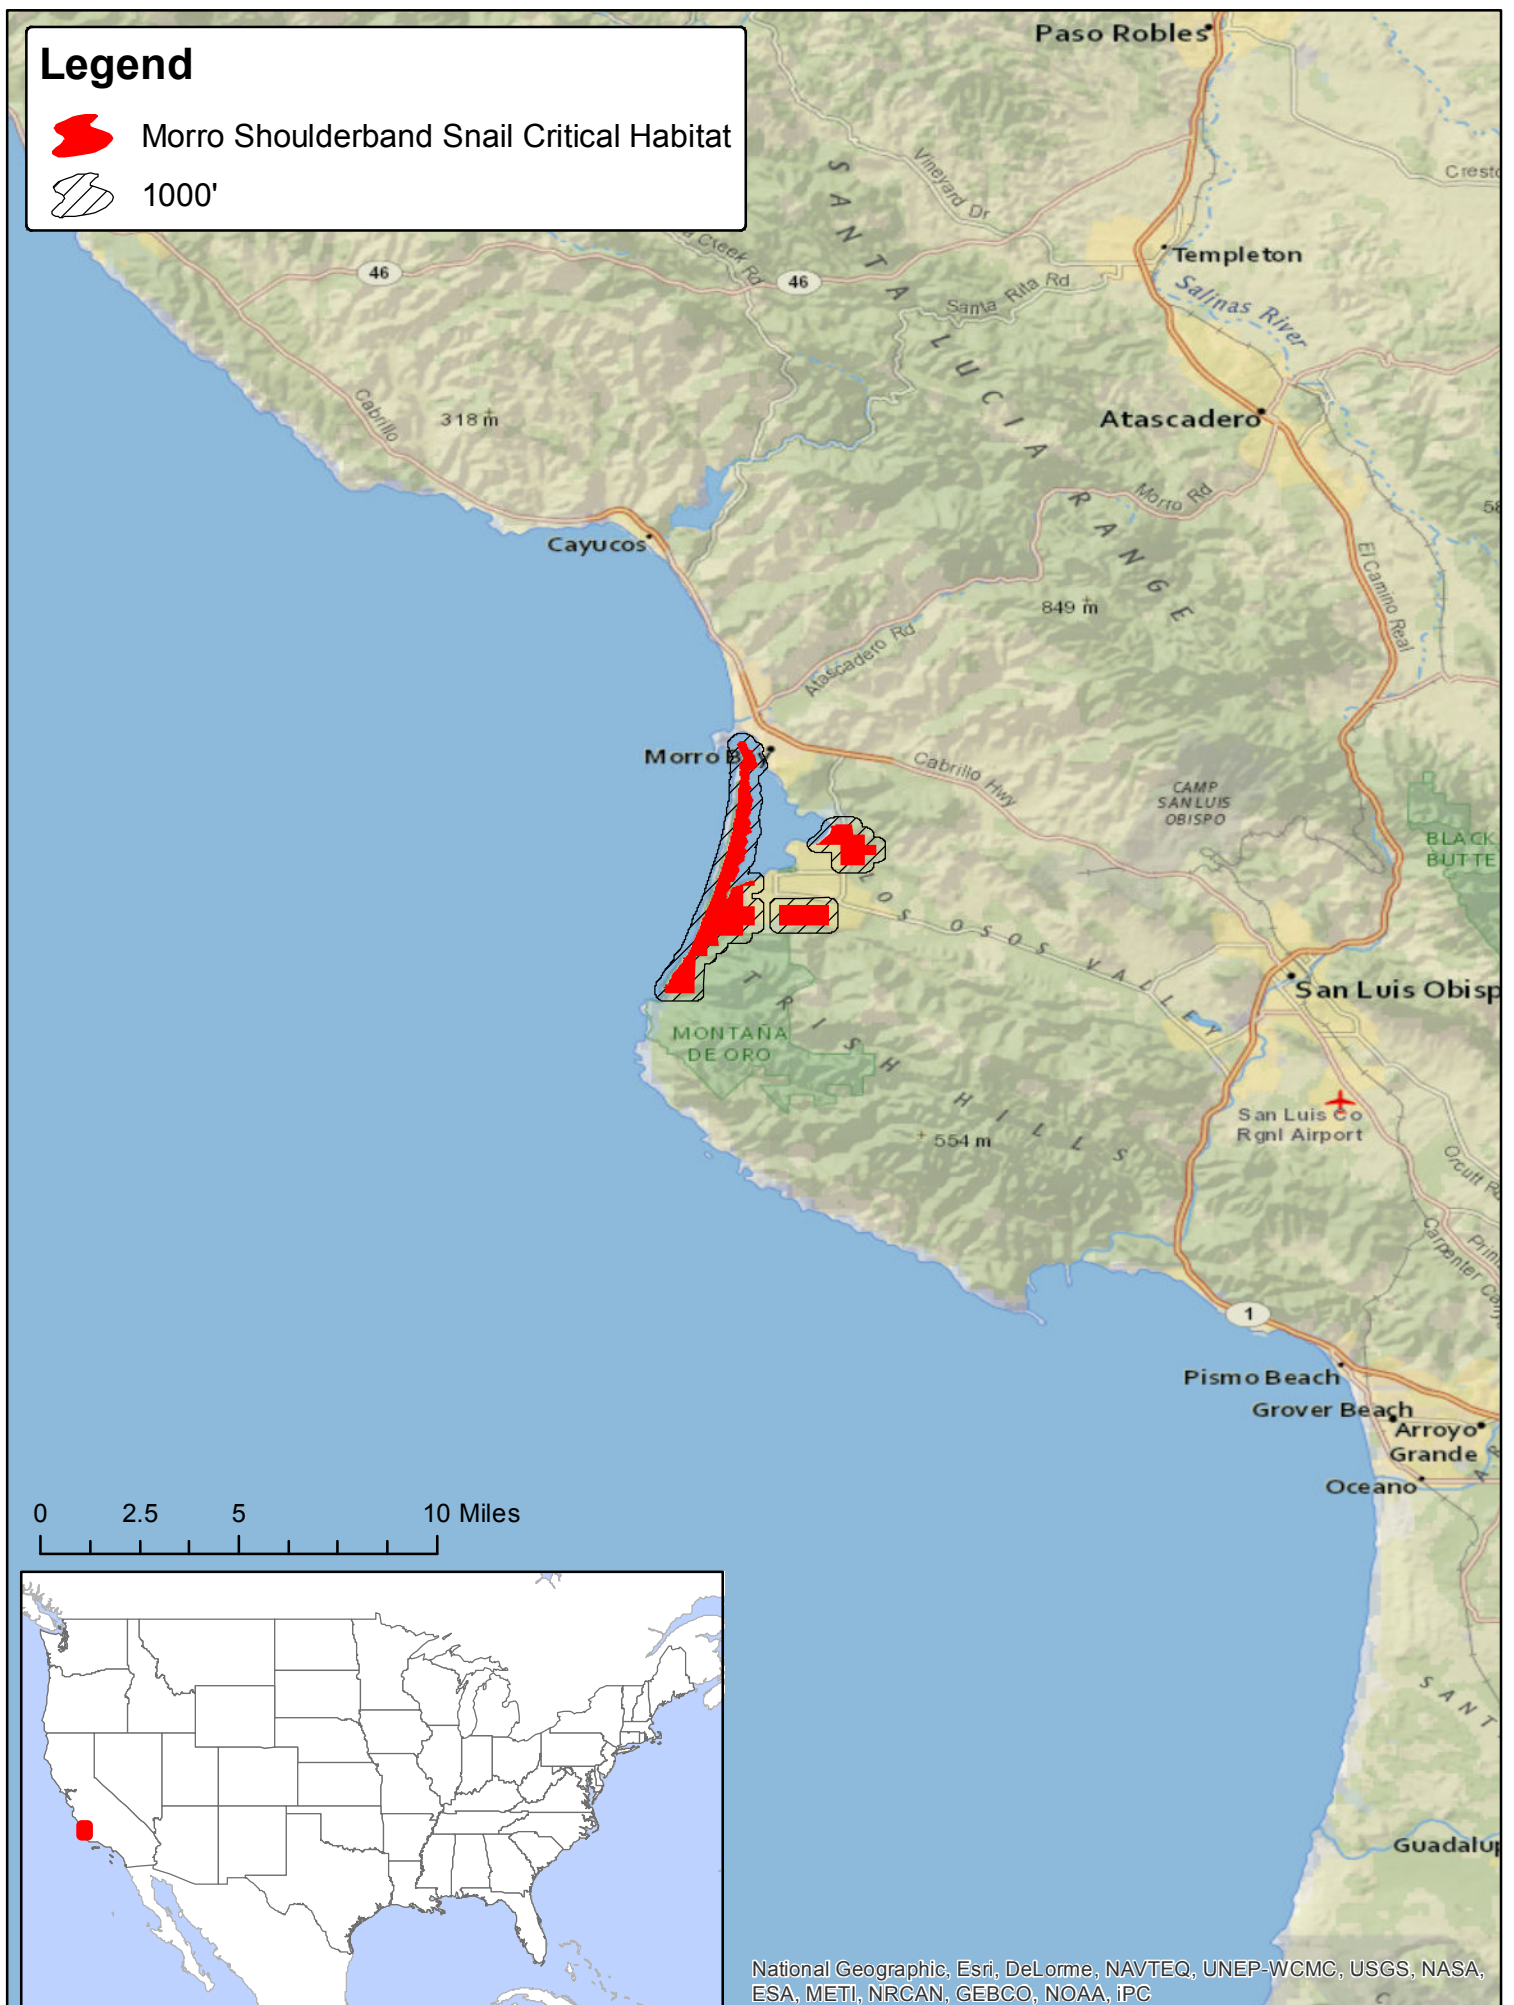 Legend
Morro Shoulderband Snail Critical Habitat
1000'
Paso Robles
Vineyard Dr
Creek Rd
46
46
Templeton
Santa Rita Rd
Salinas River
SANTA LUCIA RANGE
Cabrillo
318 m
Atascadero
Morro Rd
Cayucos
El Camino Real
849 m
Atascadero Rd
Morro Bay
Cabrillo Hwy
CAMP
SAN LUIS
OBISPO
BLACK
BUTTE
LOS OSOS VALLEY
San Luis Obisp
MONTAÑA
DE ORO
IRISH HILLS
San Luis Co
Rgnl Airport
554 m
Orcutt
Carpenter
1
Pismo Beach
Grover Beach
Arroyo
Grande
Oceano
0 2.5 5 10 Miles
SANT
Guadalup
National Geographic, Esri, DeLorme, NAVTEQ, UNEP-WCMC, USGS, NASA,
ESA, METI, NRCAN, GEBCO, NOAA, iPC